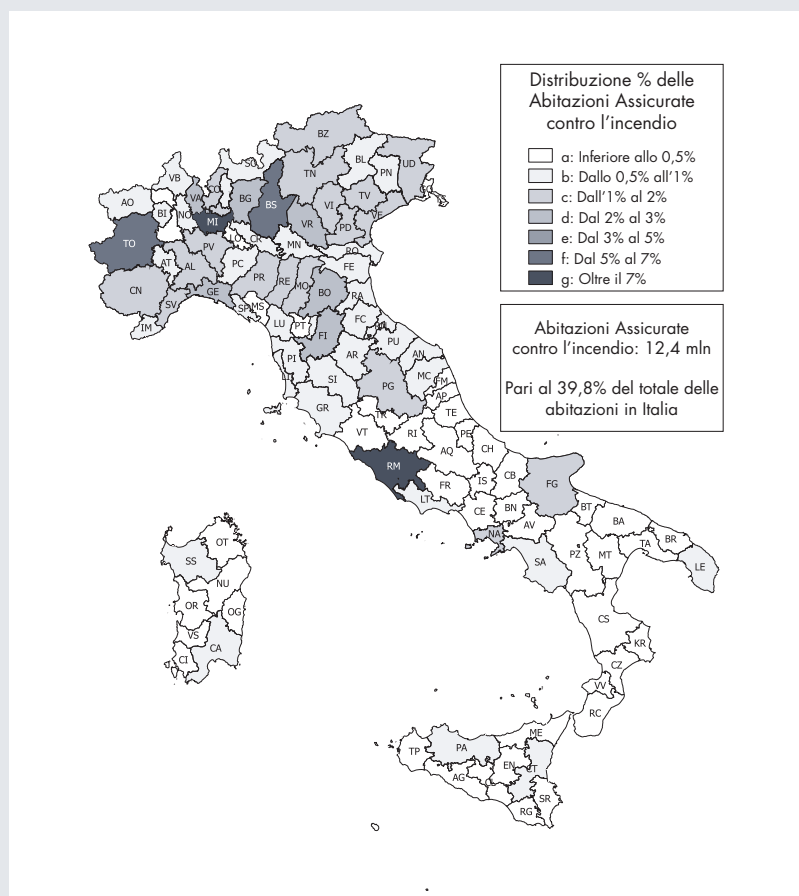 Distribuzione % delle
Abitazioni Assicurate
contro l'incendio
a: Inferiore allo 0,5%
b: Dallo 0,5% all'1%
c: Dall'1% al 2%
d: Dal 2% al 3%
e: Dal 3% al 5%
f: Dal 5% al 7%
g: Oltre il 7%
Abitazioni Assicurate
contro l'incendio: 12,4 mln
Pari al 39,8% del totale delle
abitazioni in Italia
BZ
SO
BL
UD
TN
PN
VB
VA
CO
BG
BS
TV
GO
AO
BI
NO
MI
VI
VE
TO
LO
CR
VR
PD
MN
PV
RO
AT
AL
PC
FE
CN
PR
RE
MO
BO
RA
SV
GE
IM
SP
MS
LU
PT
FI
FC
PU
PI
AR
AN
LI
SI
MC
FM
PG
AP
GR
TR
TE
VT
RI
PE
AQ
CH
RM
FR
IS
CB
FG
LT
CE
BN
BT
BA
NA
AV
SA
PZ
MT
TA
BR
LE
OT
SS
NU
OR
OG
VS
CA
CI
CS
KR
CZ
VV
RC
ME
TP
PA
EN
CT
AG
SR
RG